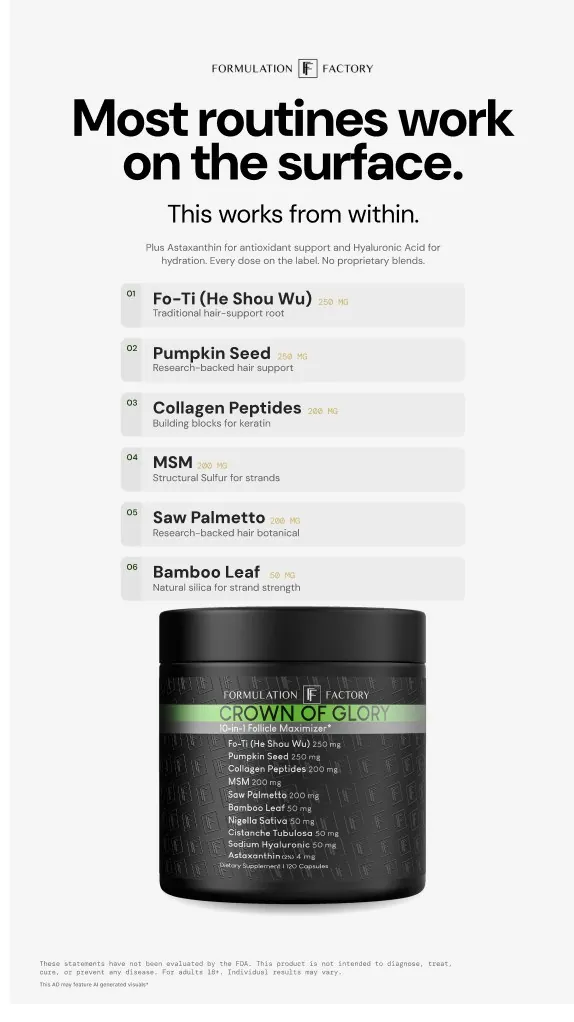 FORMULATION FACTORY
Most routines work
on the surface.
This works from within.
Plus Astaxanthin for antioxidant support and Hyaluronic Acid for
hydration. Every dose on the label. No proprietary blends.
01
Fo-Ti (He Shou Wu) 250 MG
Traditional hair-support root
02
Pumpkin Seed 250 MG
Research-backed hair support
03
Collagen Peptides 200 MG
Building blocks for keratin
04
MSM 200 MG
Structural Sulfur for strands
05
Saw Palmetto 200 MG
Research-backed hair botanical
06
Bamboo Leaf 50 MG
Natural silica for strand strength
FORMULATION FACTORY
CROWN OF GLORY
10-in-1 Follicle Maximizer*
Fo-Ti (He Shou Wu) 250 mg
Pumpkin Seed 250 mg
Collagen Peptides 200 mg
MSM 200 mg
Saw Palmetto 200 mg
Bamboo Leaf 50 mg
Nigella Sativa 50 mg
Cistanche Tubulosa 50 mg
Sodium Hyaluronic 50 mg
Astaxanthin (2%) 4 mg
Dietary Supplement | 120 Capsules
These statements have not been evaluated by the FDA. This product is not intended to diagnose, treat,
cure, or prevent any disease. For adults 18+. Individual results may vary.
This AD may feature AI generated visuals*